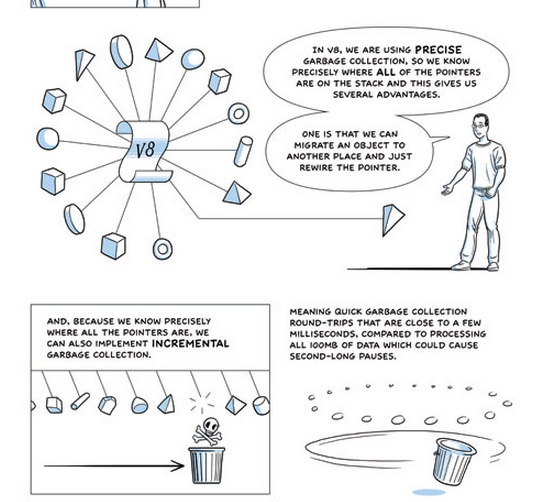 IN V8, WE ARE USING PRECISE
GARBAGE COLLECTION, SO WE KNOW
PRECISELY WHERE ALL OF THE POINTERS
ARE ON THE STACK AND THIS GIVES US
SEVERAL ADVANTAGES.
V8
ONE IS THAT WE CAN
MIGRATE AN OBJECT TO
ANOTHER PLACE AND JUST
REWIRE THE POINTER.
AND, BECAUSE WE KNOW PRECISELY
WHERE ALL THE POINTERS ARE, WE
CAN ALSO IMPLEMENT INCREMENTAL
GARBAGE COLLECTION.
MEANING QUICK GARBAGE COLLECTION
ROUND-TRIPS THAT ARE CLOSE TO A FEW
MILLISECONDS, COMPARED TO PROCESSING
ALL 100MB OF DATA WHICH COULD CAUSE
SECOND-LONG PAUSES.